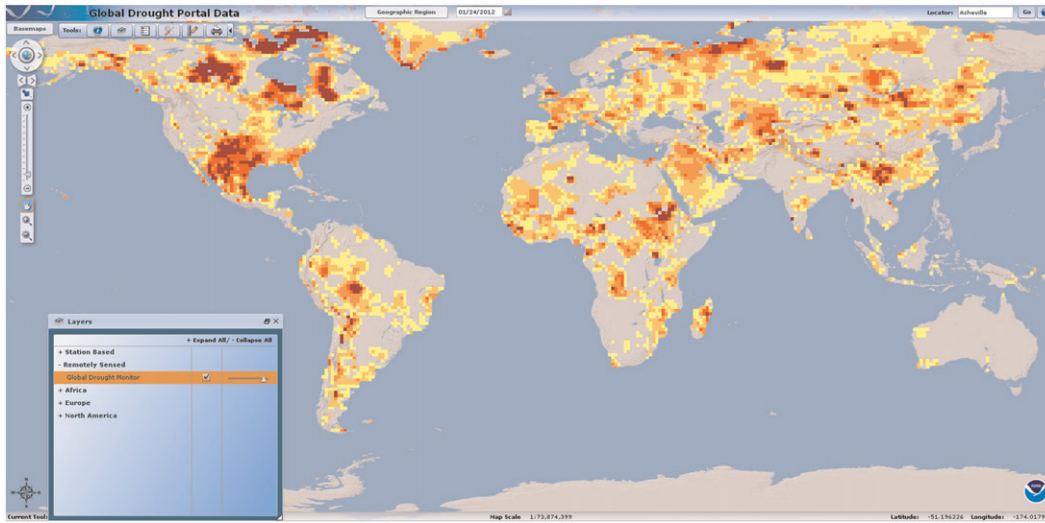 Global Drought Portal Data
Geographic Region
01/24/2012
Locator: Asheville Go
Basemaps Tools:
Layers
+ Expand All/ - Collapse All
+ Station Based
- Remotely Sensed
Global Drought Monitor
+ Africa
+ Europe
+ North America
Current Tool:
Map Scale 1:73,874,399
Latitude: -51.196226 Longitude: -174.0179